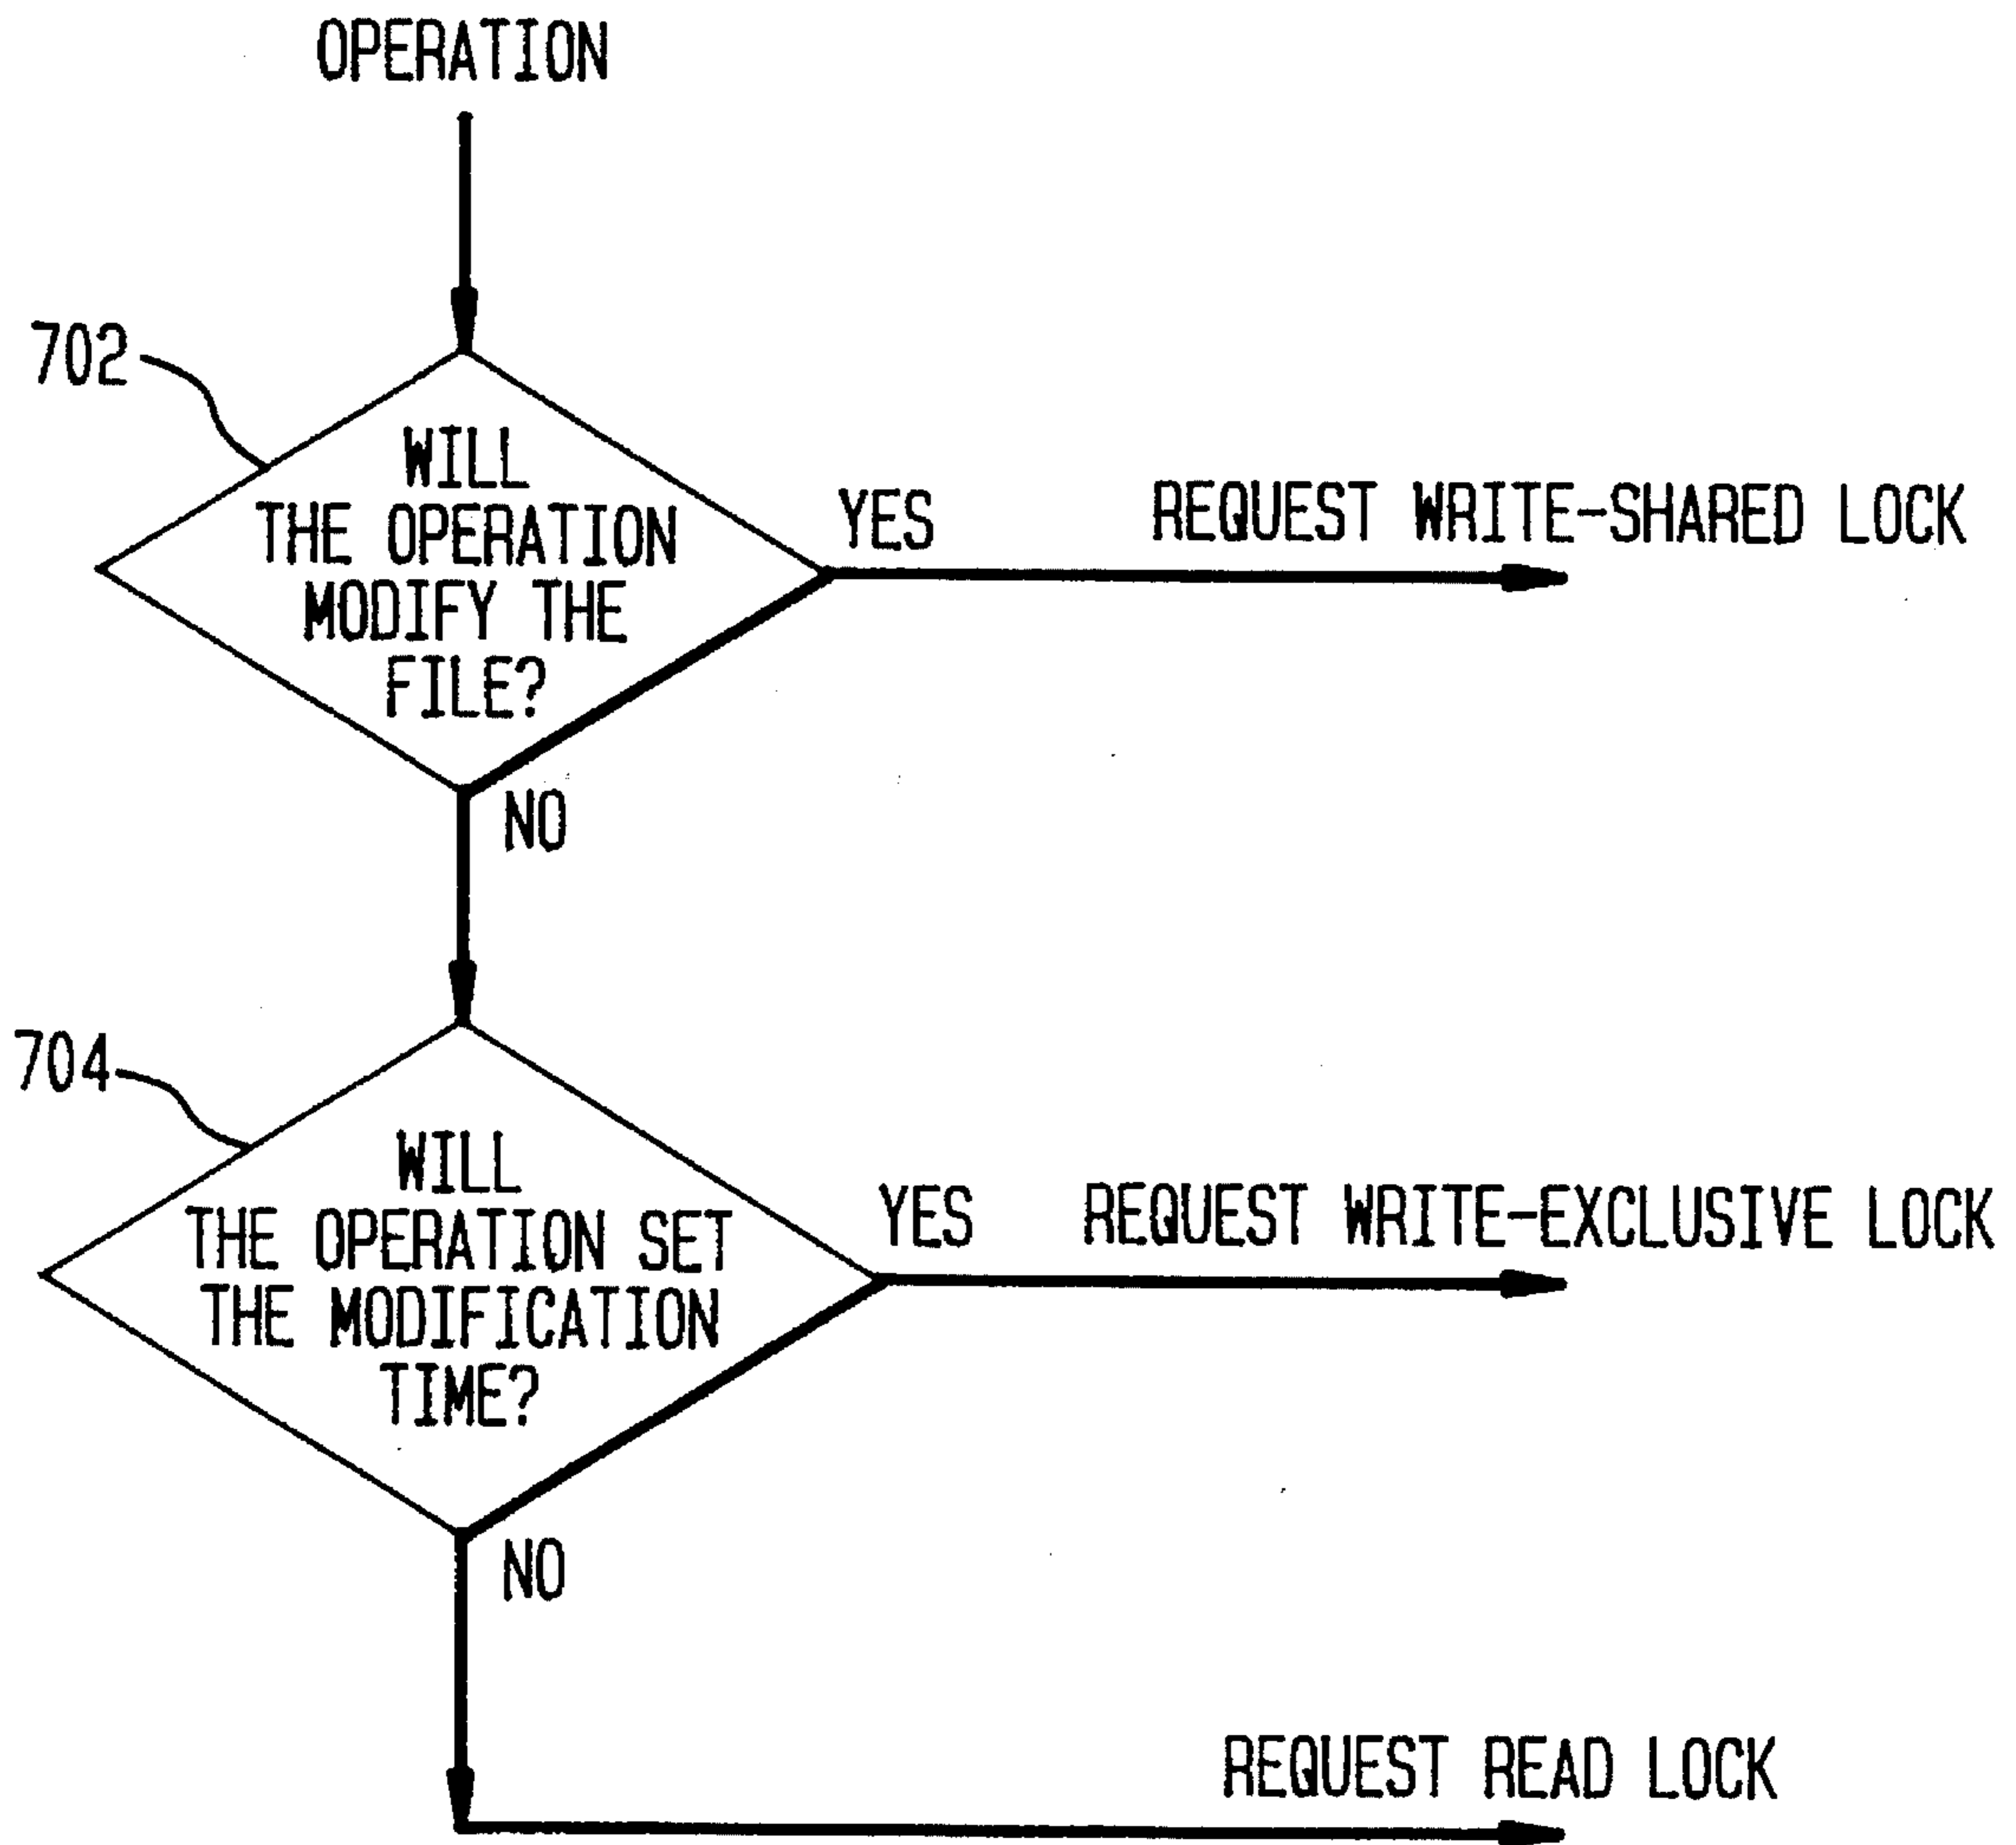 OPERATION
702
WILL
THE OPERATION
MODIFY THE
FILE?
YES
REQUEST WRITE-SHARED LOCK
NO
704
WILL
THE OPERATION SET
THE MODIFICATION
TIME?
YES
REQUEST WRITE-EXCLUSIVE LOCK
NO
REQUEST READ LOCK